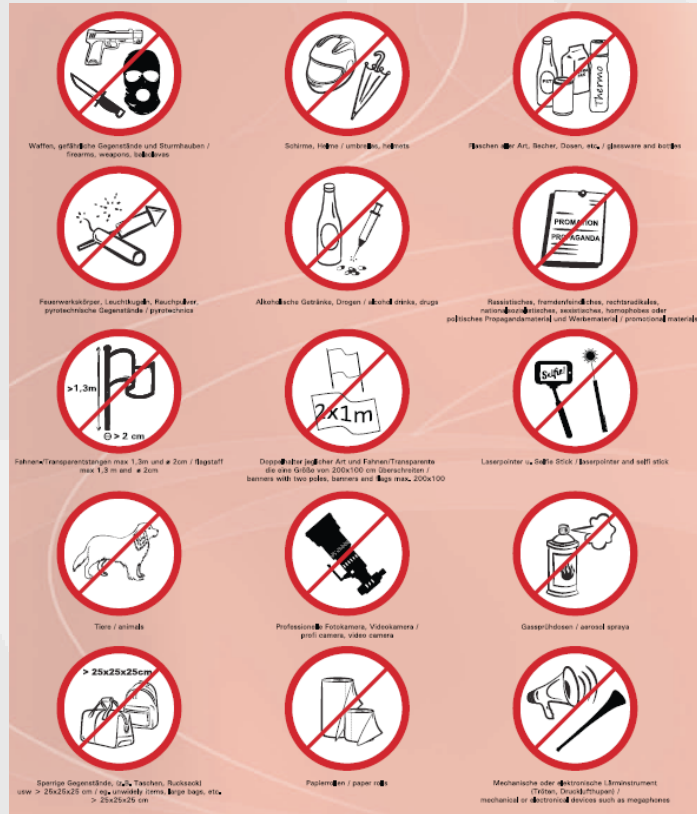 Waffen, gefährliche Gegenstände und Sturmhauben /
firearms, weapons, balaclavas
Schirme, Helme / umbrellas, helmets
PET
Thermo
Flaschen aller Art, Becher, Dosen, etc. / glassware and bottles
Feuerwerkskörper, Leuchtkugeln, Rauchpulver,
pyrotechnische Gegenstände / pyrotechnics
Alkoholische Getränke, Drogen / alcohol drinks, drugs
PROMATION
PROPAGANDA
Rassistisches, fremdenfeindliches, rechtsradikales,
nationalsozialistisches, sexistisches, homophobes oder
politisches Propagandamaterial und Werbematerial / promotional materials
>1,3m
⊖> 2 cm
Fahnen-/Transparentstangen max 1,3m und ø 2cm / flagstaff
max 1,3 m and ø 2cm
2x1m
Doppelhalter jeglicher Art und Fahnen/Transparente
die eine Größe von 200x100 cm überschreiten /
banners with two poles, banners and flags max. 200x100
Selfie!
Laserpointer u. Selfie Stick / laserpointer and selfi stick
Tiere / animals
Professionelle Fotokamera, Videokamera /
profi camera, video camera
Gassprühdosen / aerosol spraya
> 25x25x25cm
Sperrige Gegenstände, (z.B. Taschen, Rucksack)
usw > 25x25x25 cm / eg. unwidely items, large bags, etc.
> 25x25x25 cm
Papierrollen / paper rolls
Mechanische oder elektronische Lärminstrument
(Tröten, Druckluftthupen) /
mechanical or electronical devices such as megaphones